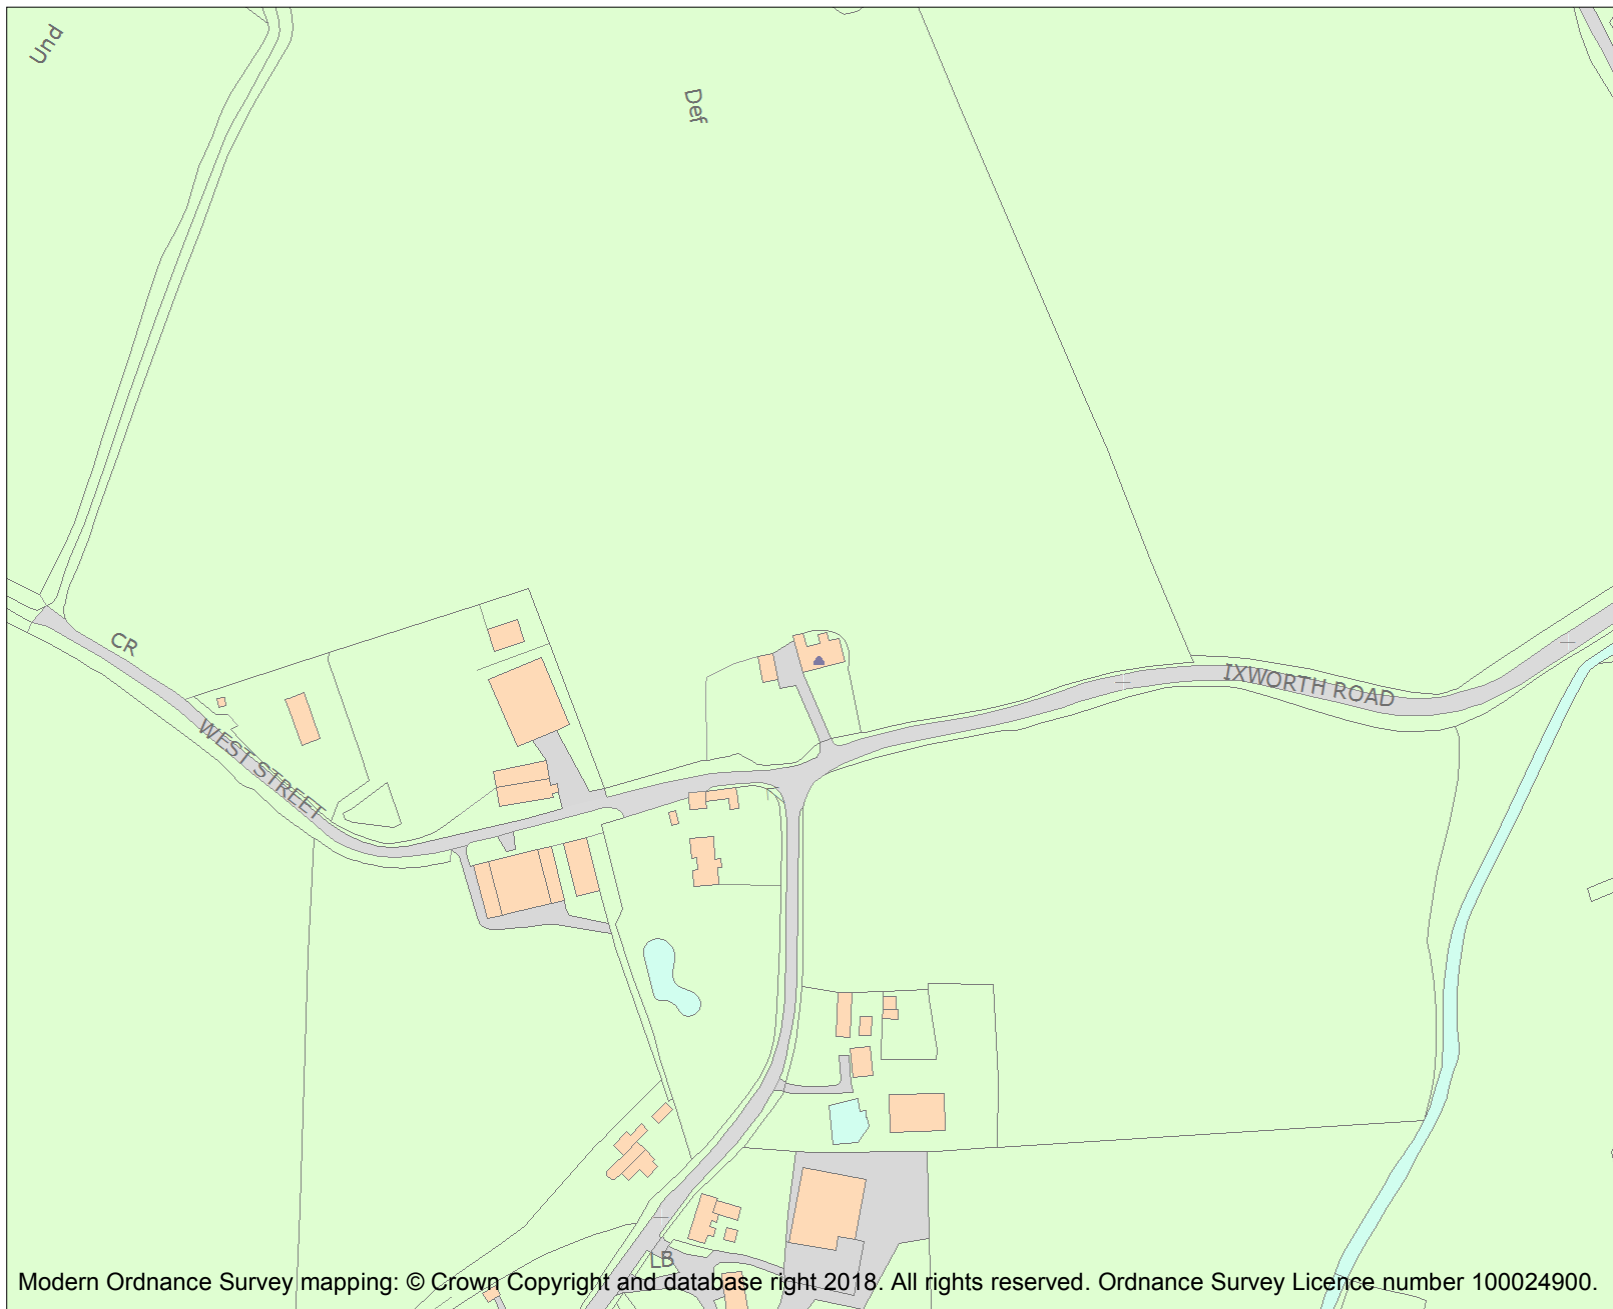 Und
Def
CR
WEST STREET
IXWORTH ROAD
LB
Modern Ordnance Survey mapping: © Crown Copyright and database right 2018. All rights reserved. Ordnance Survey Licence number 100024900.